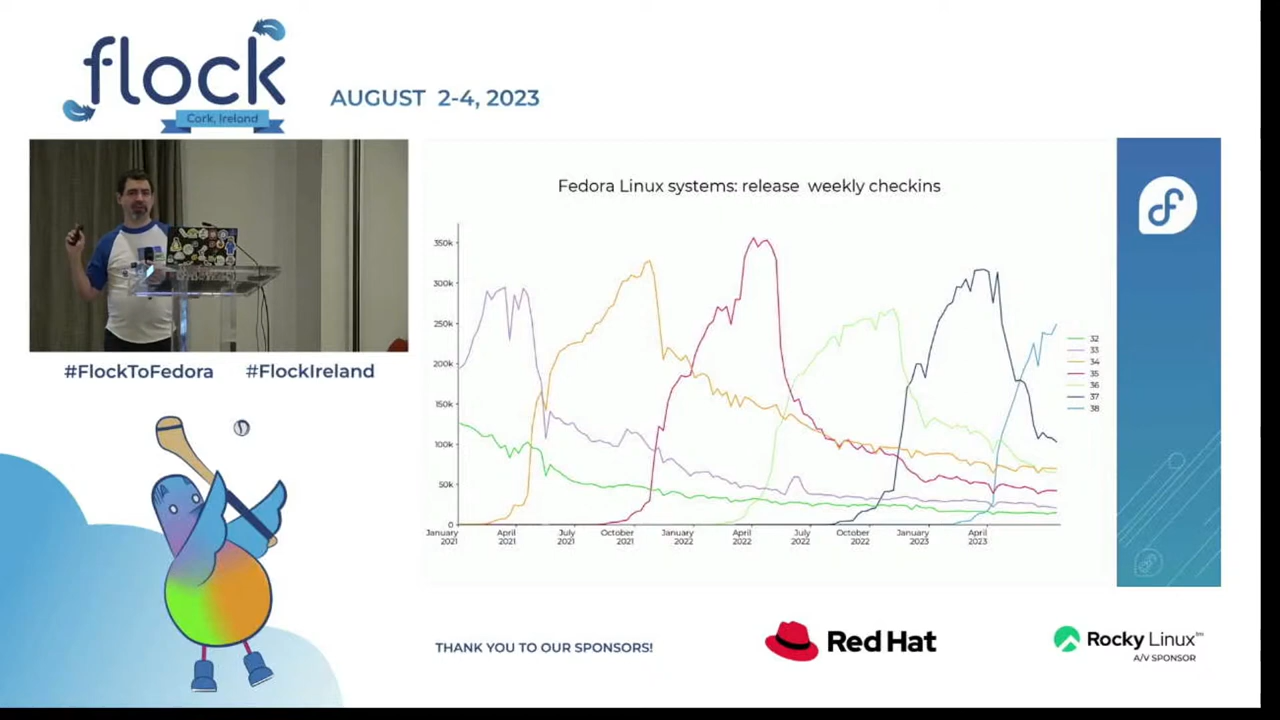 flock
Cork, Ireland
AUGUST 2-4, 2023
#FlockToFedora #FlockIreland
Fedora Linux systems: release weekly checkins
350k
300k
250k
200k
150k
100k
50k
0
January 2021
April 2021
July 2021
October 2021
January 2022
April 2022
July 2022
October 2022
January 2023
April 2023
32
33
34
35
36
37
38
THANK YOU TO OUR SPONSORS!
Red Hat
Rocky Linux™
A/V SPONSOR